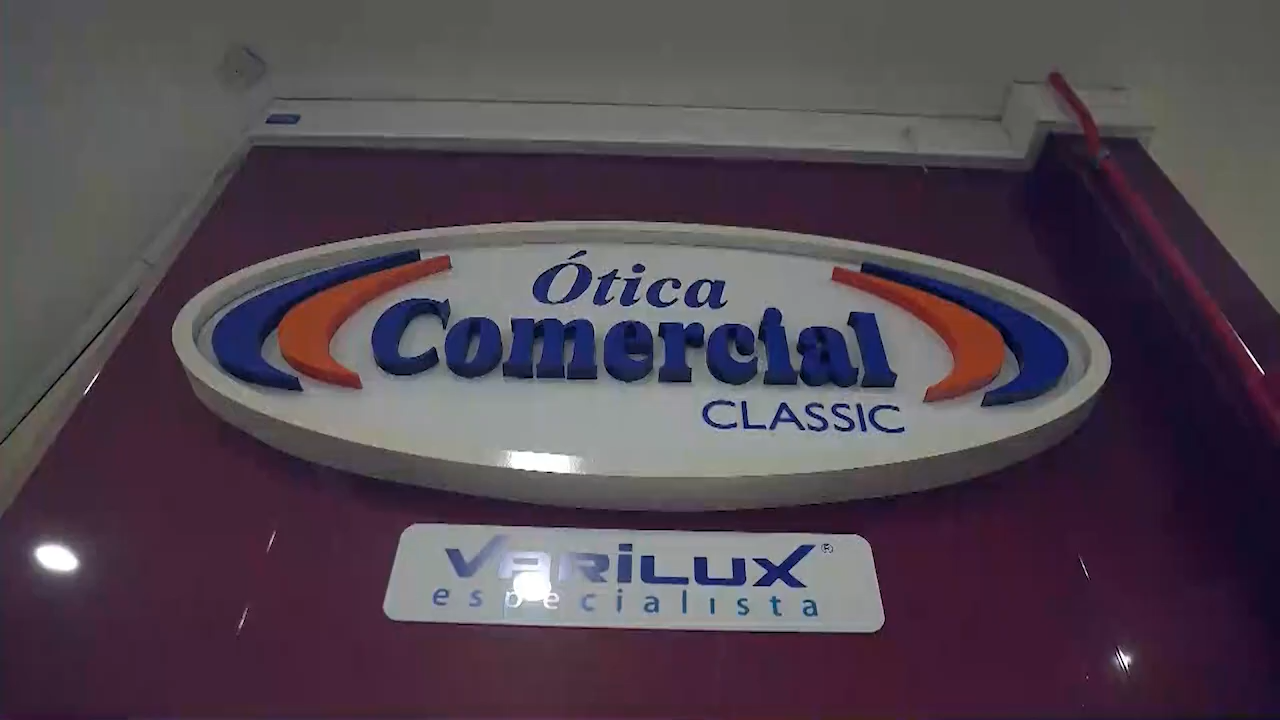 Ótica
Comercial
CLASSIC
VARILUX®
especialista